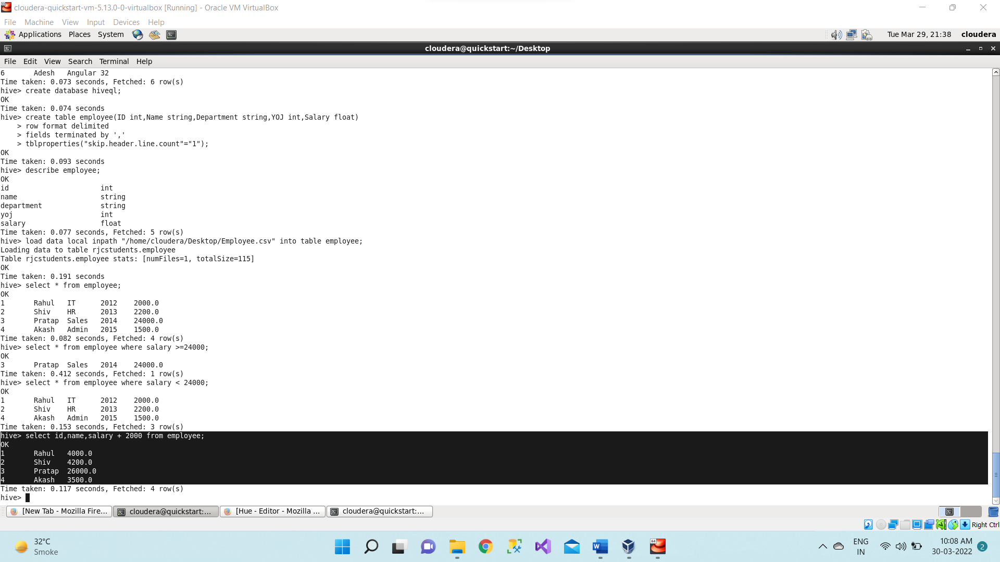 cloudera-quickstart-vm-5.13.0-0-virtualbox [Running] - Oracle VM VirtualBox
File Machine View Input Devices Help
Applications Places System Tue Mar 29, 21:38 cloudera
cloudera@quickstart:~/Desktop
File Edit View Search Terminal Help
6 Adesh Angular 32
Time taken: 0.073 seconds, Fetched: 6 row(s)
hive> create database hiveql;
OK
Time taken: 0.074 seconds
hive> create table employee(ID int,Name string,Department string,YOJ int,Salary float)
> row format delimited
> fields terminated by ','
> tblproperties("skip.header.line.count"="1");
OK
Time taken: 0.093 seconds
hive> describe employee;
OK
id int
name string
department string
yoj int
salary float
Time taken: 0.077 seconds, Fetched: 5 row(s)
hive> load data local inpath "/home/cloudera/Desktop/Employee.csv" into table employee;
Loading data to table rjcstudents.employee
Table rjcstudents.employee stats: [numFiles=1, totalSize=115]
OK
Time taken: 0.191 seconds
hive> select * from employee;
OK
1 Rahul IT 2012 2000.0
2 Shiv HR 2013 2200.0
3 Pratap Sales 2014 24000.0
4 Akash Admin 2015 1500.0
Time taken: 0.082 seconds, Fetched: 4 row(s)
hive> select * from employee where salary >=24000;
OK
3 Pratap Sales 2014 24000.0
Time taken: 0.412 seconds, Fetched: 1 row(s)
hive> select * from employee where salary < 24000;
OK
1 Rahul IT 2012 2000.0
2 Shiv HR 2013 2200.0
4 Akash Admin 2015 1500.0
Time taken: 0.153 seconds, Fetched: 3 row(s)
hive> select id,name,salary + 2000 from employee;
OK
1 Rahul 4000.0
2 Shiv 4200.0
3 Pratap 26000.0
4 Akash 3500.0
Time taken: 0.117 seconds, Fetched: 4 row(s)
hive>
[New Tab - Mozilla Fire... cloudera@quickstart:... [Hue - Editor - Mozilla ... cloudera@quickstart:...
Right Ctrl
32°C
Smoke
ENG
IN
10:08 AM
30-03-2022
2